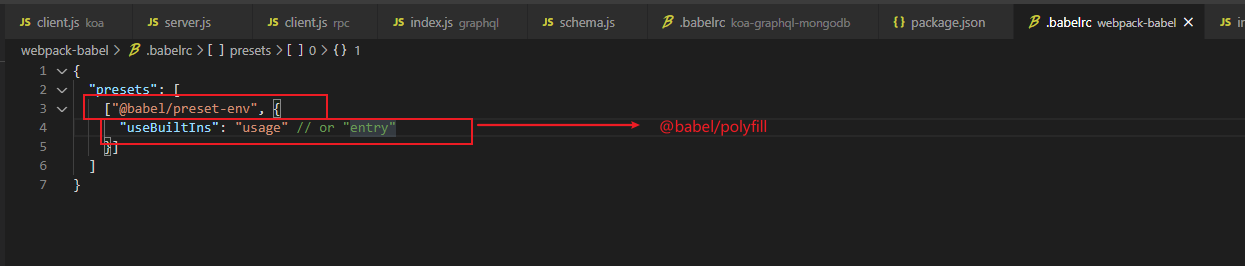 JS client.js koa JS server.js JS client.js rpc JS index.js graphql JS schema.js .babelrc koa-graphql-mongodb {} package.json .babelrc webpack-babel × JS
webpack-babel > .babelrc > [ ] presets > [ ] 0 > {} 1
1 {
2 "presets": [
3 ["@babel/preset-env", {
4 "useBuiltIns": "usage" // or "entry" @babel/polyfill
5 }]
6 ]
7 }